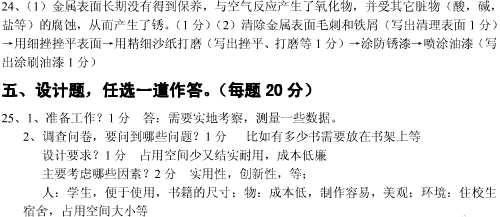 24、（1）金属表面长期没有得到保养，与空气反应产生了氧化物，并受其它脏物（酸，碱，
盐等）的腐蚀，从而产生了锈。（1 分）（2）清除金属表面毛刺和铁屑（写出清理表面 1 分）
→用细挫挫平表面→用精细沙纸打磨（写出挫平、打磨等 1 分）→涂防锈漆→喷涂油漆（写
出涂刷油漆 1 分）
五、设计题，任选一道作答。（每题 20 分）
25、1、准备工作？1 分 答：需要实地考察，测量一些数据。
2、调查问卷，要问到哪些问题？1 分 比如有多少书需要放在书架上等
设计要求？1 分 占用空间少又结实耐用，成本低廉
主要考虑哪些因素？2 分 实用性，创新性，等；
人：学生，便于使用，书籍的尺寸；物：成本低，制作容易，美观；环境：住校生
宿舍，占用空间大小等